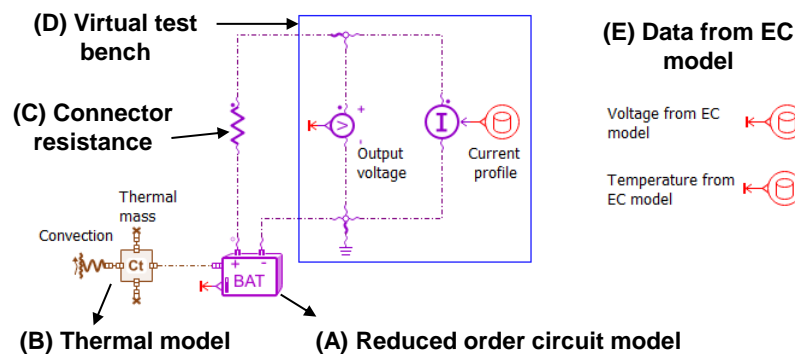 (D) Virtual test
bench
(E) Data from EC
model
(C) Connector
resistance
+
V
-
Output
voltage
I
Current
profile
Voltage from EC
model
Temperature from
EC model
Thermal
mass
Convection
Ct
+ -
BAT
(B) Thermal model
(A) Reduced order circuit model